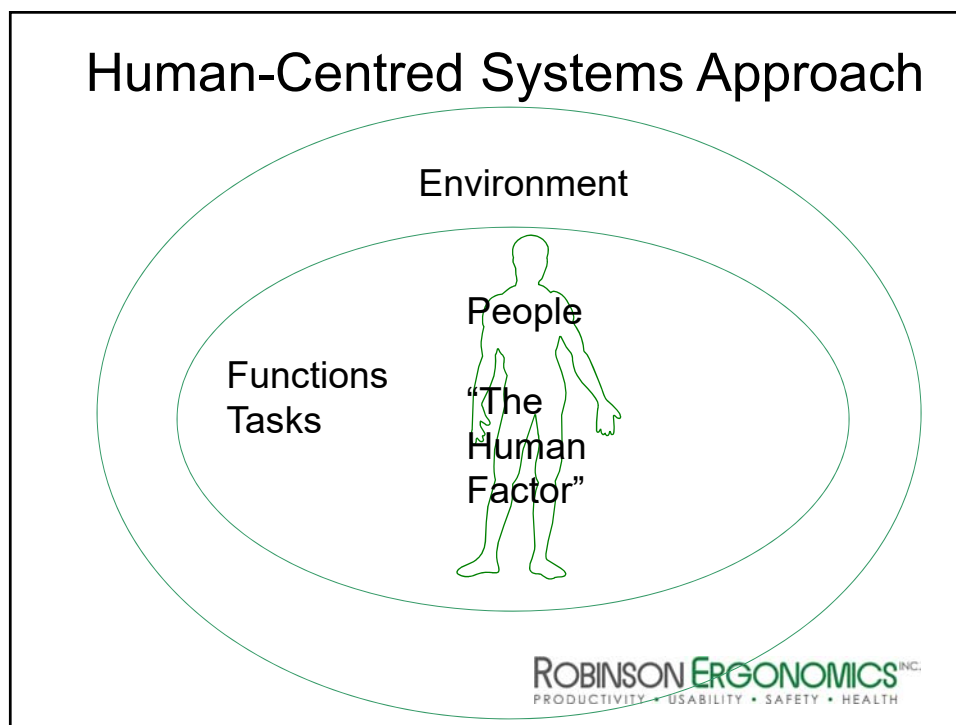 Human-Centred Systems Approach
Environment
People
Functions
Tasks
“The
Human
Factor”
ROBINSON ERGONOMICS INC.
PRODUCTIVITY • USABILITY • SAFETY • HEALTH